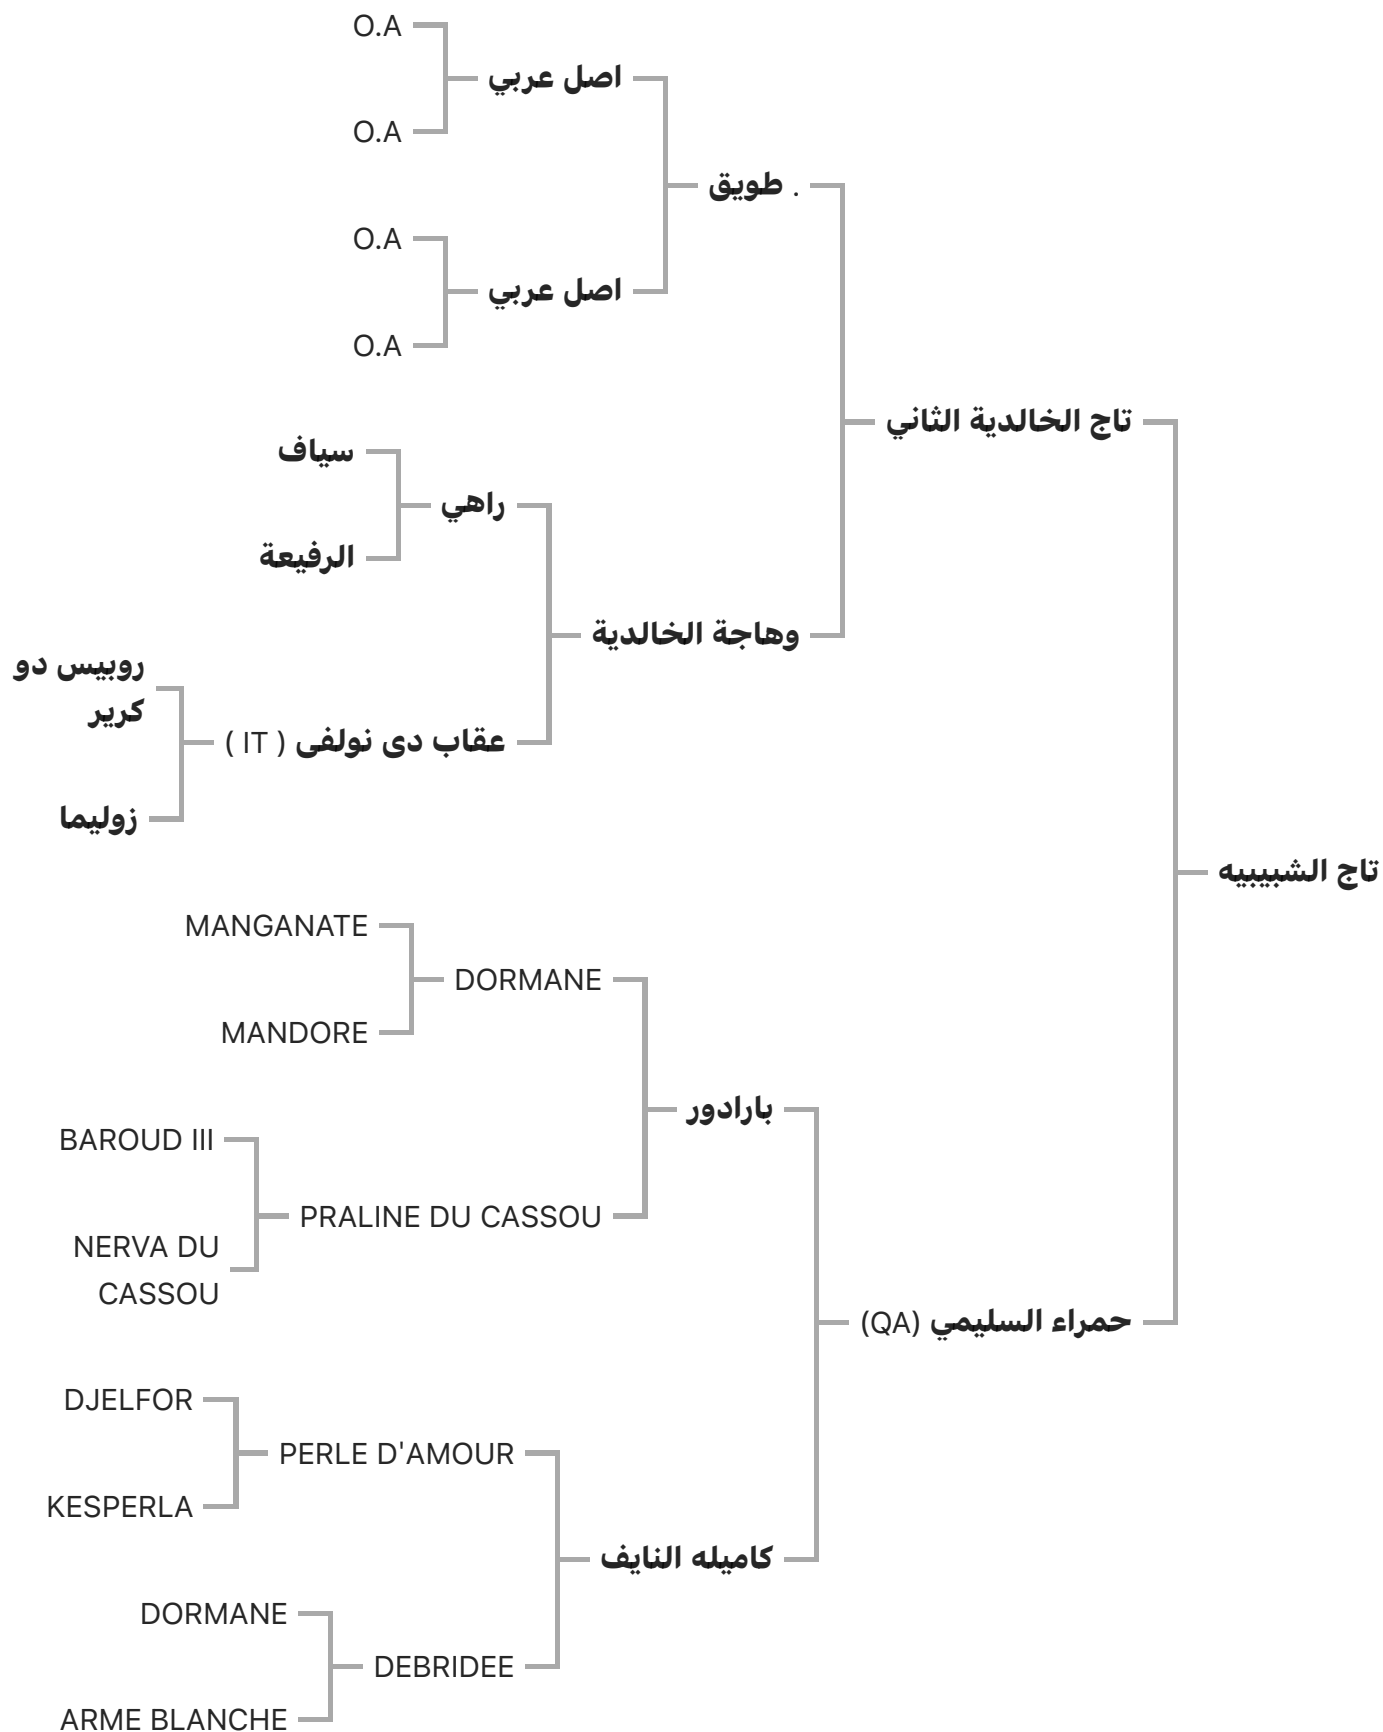 O.A
اصل عربي
O.A
طويق .
O.A
اصل عربي
O.A
تاج الخالدية الثاني
سياف
راهي
الرفيعة
وهاجة الخالدية
روبيس دو
كرير
عقاب دى نولفى ( IT )
زوليما
تاج الشبيبيه
MANGANATE
DORMANE
MANDORE
بارادور
BAROUD III
PRALINE DU CASSOU
NERVA DU
CASSOU
حمراء السليمي (QA)
DJELFOR
PERLE D'AMOUR
KESPERLA
كاميله النايف
DORMANE
DEBRIDEE
ARME BLANCHE